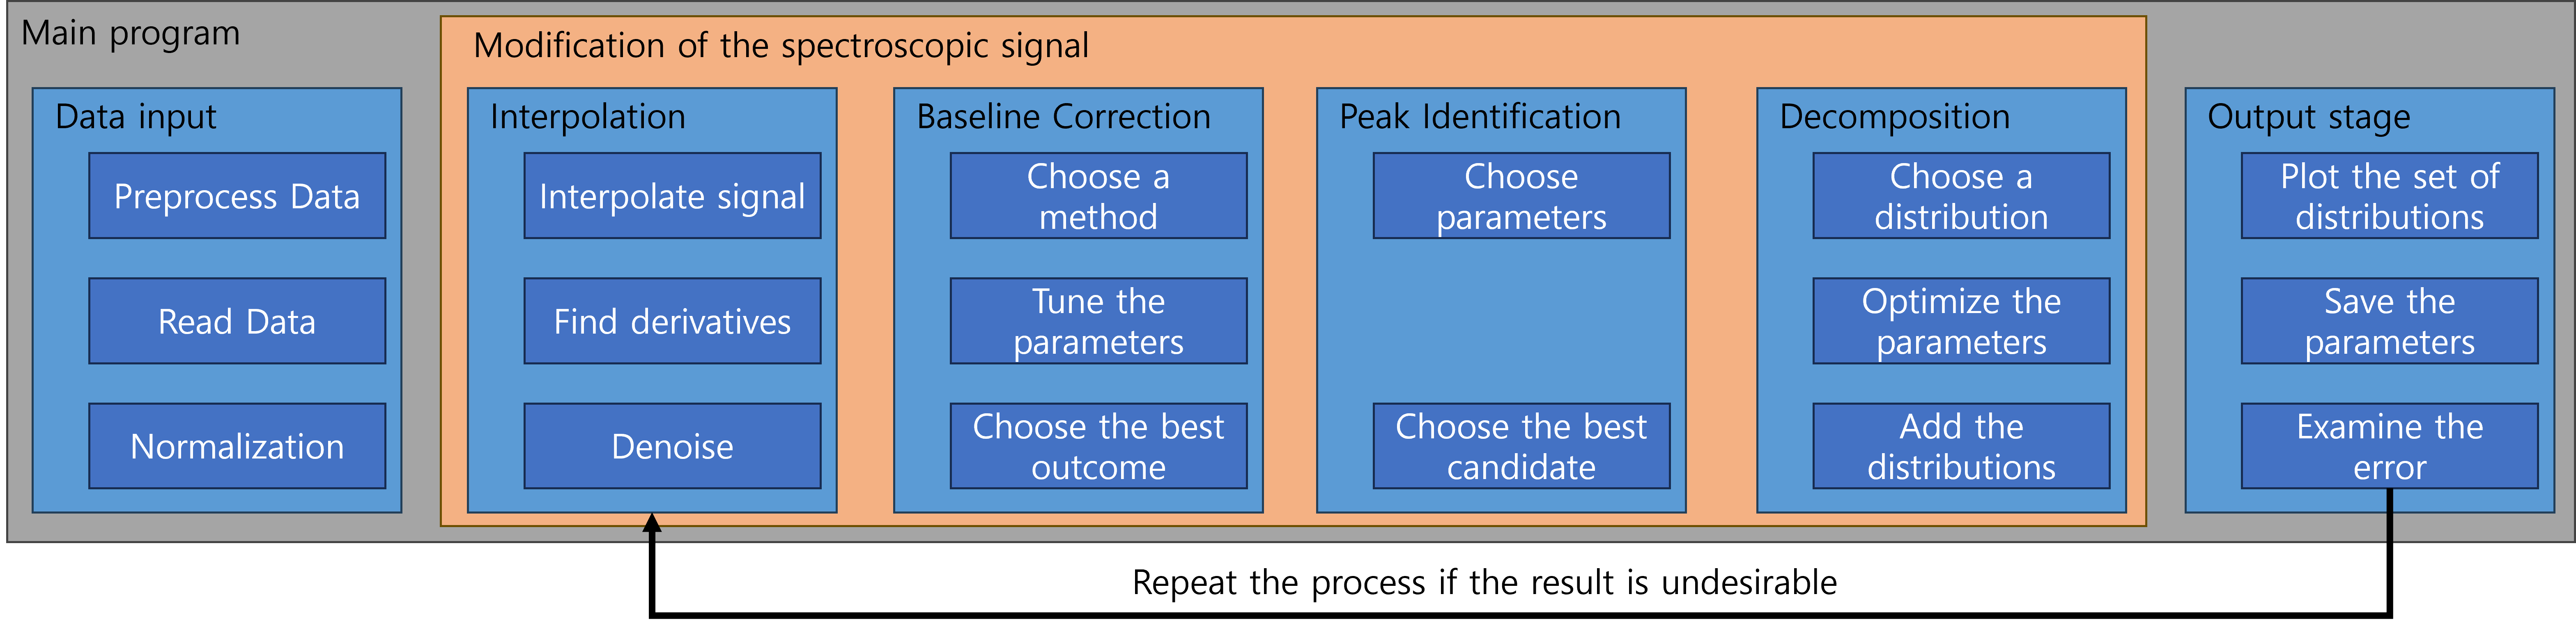 Main program
Modification of the spectroscopic signal
Data input
Preprocess Data
Read Data
Normalization
Interpolation
Interpolate signal
Find derivatives
Denoise
Baseline Correction
Choose a
method
Tune the
parameters
Choose the best
outcome
Peak Identification
Choose
parameters
Choose the best
candidate
Decomposition
Choose a
distribution
Optimize the
parameters
Add the
distributions
Output stage
Plot the set of
distributions
Save the
parameters
Examine the
error
Repeat the process if the result is undesirable